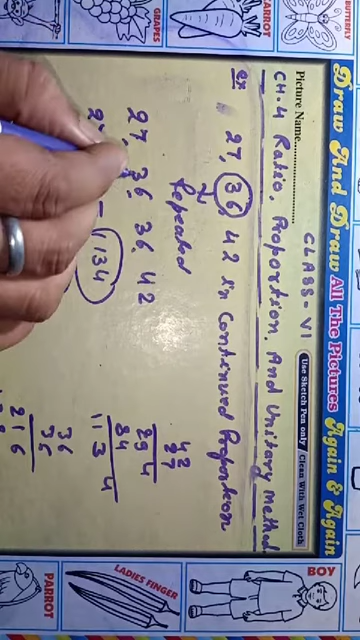 Draw And Draw All The Pictures Again & Again
Picture Name
CLASS - VI
Use Sketch Pen only
Clean With Wet Cloth
CH. 4 Ratio, Proportion, And Unitary Method
ex, 27, 36, 42 in Continued Proportion
Repeated
27, 36, 36, 42
134
42
27
294
84
1134
36
36
216
GRAPES
CARROT
BUTTERFLY
PARROT
LADIES FINGER
BOY